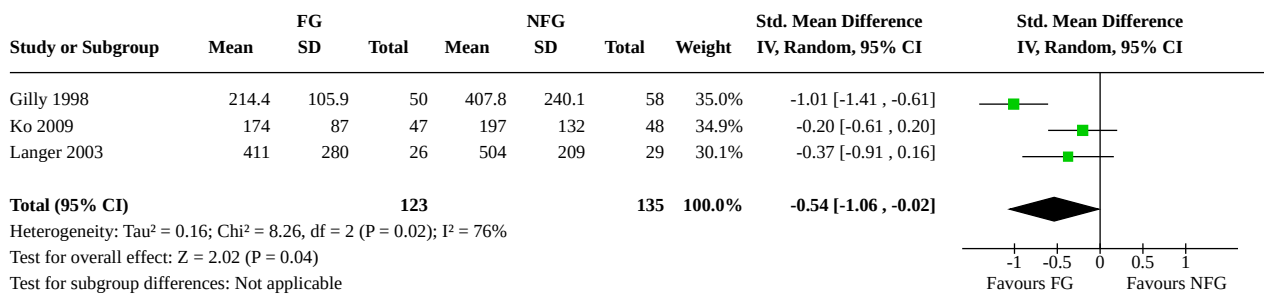 FG NFG Std. Mean Difference Std. Mean Difference
Study or Subgroup Mean SD Total Mean SD Total Weight IV, Random, 95% CI IV, Random, 95% CI
Gilly 1998 214.4 105.9 50 407.8 240.1 58 35.0% -1.01 [-1.41 , -0.61]
Ko 2009 174 87 47 197 132 48 34.9% -0.20 [-0.61 , 0.20]
Langer 2003 411 280 26 504 209 29 30.1% -0.37 [-0.91 , 0.16]
Total (95% CI) 123 135 100.0% -0.54 [-1.06 , -0.02]
Heterogeneity: Tau² = 0.16; Chi² = 8.26, df = 2 (P = 0.02); I² = 76%
Test for overall effect: Z = 2.02 (P = 0.04) -1 -0.5 0 0.5 1
Test for subgroup differences: Not applicable Favours FG Favours NFG